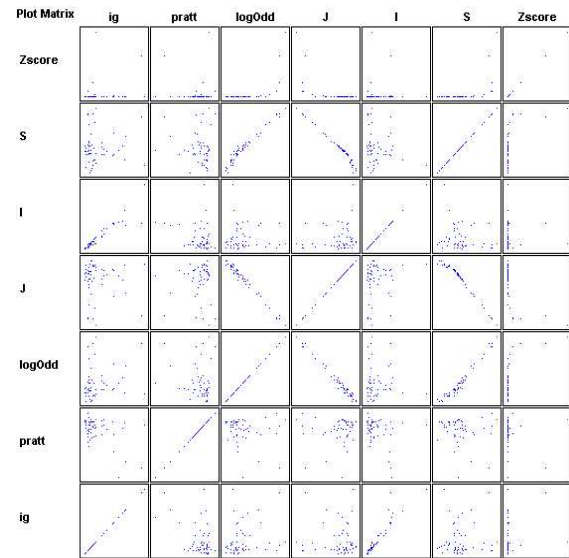 Plot Matrix ig pratt logOdd J I S Zscore
Zscore
S
I
J
logOdd
pratt
ig